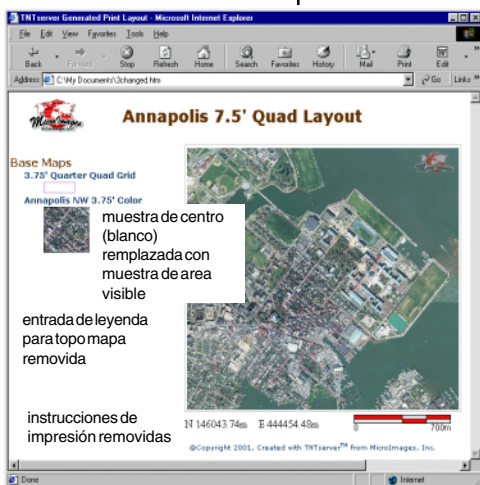 TNTserver Generated Print Layout - Microsoft Internet Explorer
File Edit View Favorites Tools Help
Back Forward Stop Refresh Home Search Favorites History Mail Print Edit
Address C:\My Documents\3changed.htm Go Links »
MicroImages
Annapolis 7.5' Quad Layout
Base Maps
3.75' Quarter Quad Grid
Annapolis NW 3.75' Color
muestra de centro
(blanco)
remplazada con
muestra de area
visible
entrada de leyenda
para topo mapa
removida
instrucciones de
impresión removidas
N 146043.74m E 444454.48m
0 700m
©Copyright 2001, Created with TNTserver™ from MicroImages, Inc.
Done Internet